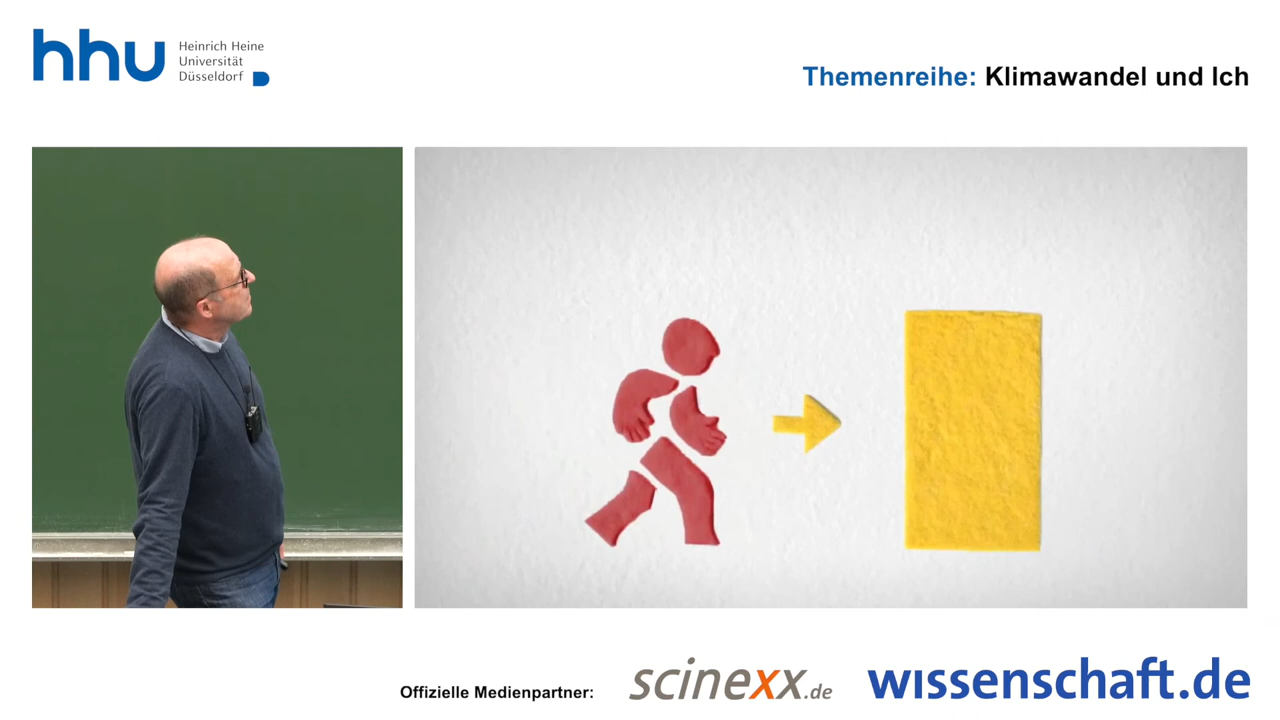 hhu Heinrich Heine
Universität
Düsseldorf
Themenreihe: Klimawandel und Ich
Offizielle Medienpartner:
scinexx.de
wissenschaft.de